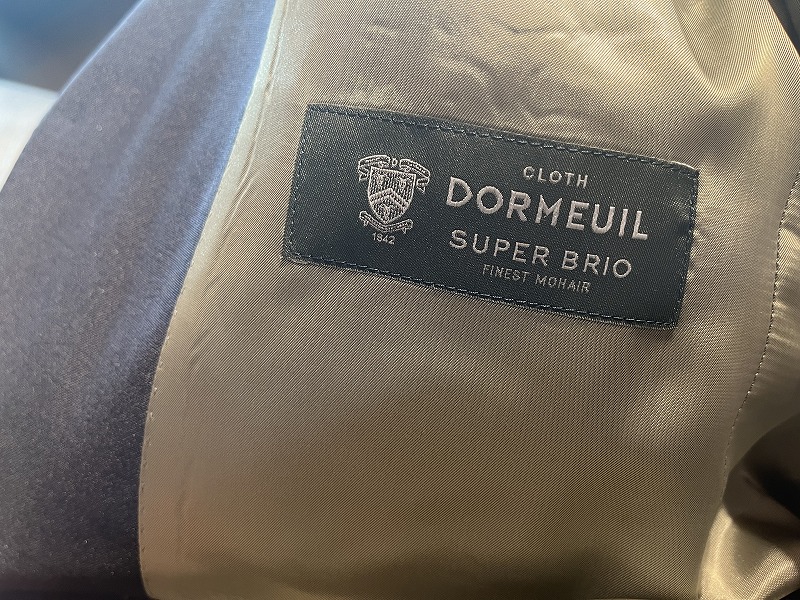 D
CLOTH
DORMEUIL
SUPER BRIO
FINEST MOHAIR
1842